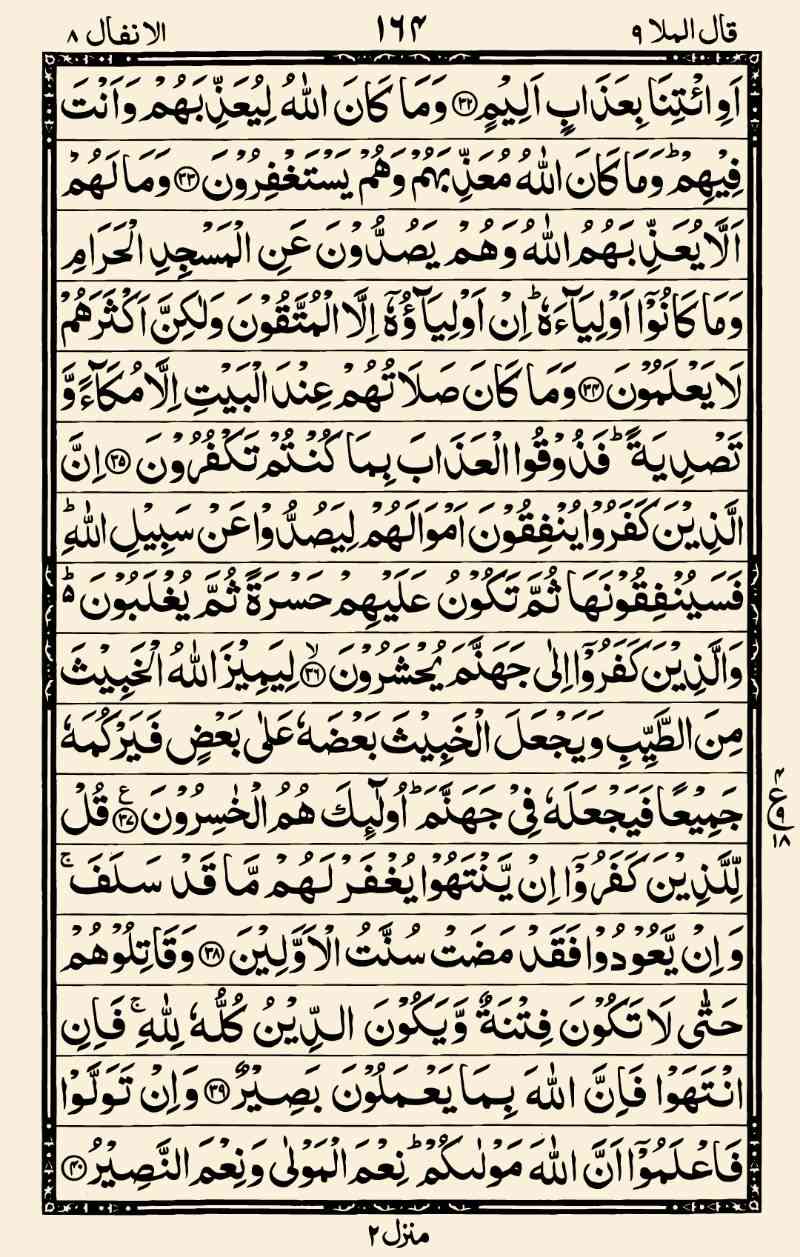 قال الملا ٩
١٦٤
الانفال ٨
اَوِ ائْتِنَا بِعَذَابٍ اَلِيْمٍ ﴿٣٢﴾ وَمَا كَانَ اللّٰهُ لِيُعَذِّبَهُمْ وَاَنْتَ
فِيْهِمْ ؕ وَمَا كَانَ اللّٰهُ مُعَذِّبَهُمْ وَهُمْ يَسْتَغْفِرُوْنَ ﴿٣٣﴾ وَمَا لَهُمْ
اَلَّا يُعَذِّبَهُمُ اللّٰهُ وَهُمْ يَصُدُّوْنَ عَنِ الْمَسْجِدِ الْحَرَامِ
وَمَا كَانُوْۤا اَوْلِيَآءَهٗ ؕ اِنْ اَوْلِيَآؤُهٗۤ اِلَّا الْمُتَّقُوْنَ وَلٰكِنَّ اَكْثَرَهُمْ
لَا يَعْلَمُوْنَ ﴿٣٤﴾ وَمَا كَانَ صَلَاتُهُمْ عِنْدَ الْبَيْتِ اِلَّا مُكَآءً وَّ
تَصْدِيَةً ؕ فَذُوْقُوا الْعَذَابَ بِمَا كُنْتُمْ تَكْفُرُوْنَ ﴿٣٥﴾ اِنَّ
الَّذِيْنَ كَفَرُوْا يُنْفِقُوْنَ اَمْوَالَهُمْ لِيَصُدُّوْا عَنْ سَبِيْلِ اللّٰهِ ؕ
فَسَيُنْفِقُوْنَهَا ثُمَّ تَكُوْنُ عَلَيْهِمْ حَسْرَةً ثُمَّ يُغْلَبُوْنَ ؕ۬
وَالَّذِيْنَ كَفَرُوْۤا اِلٰى جَهَنَّمَ يُحْشَرُوْنَ ۙ﴿٣٦﴾ لِيَمِيْزَ اللّٰهُ الْخَبِيْثَ
مِنَ الطَّيِّبِ وَيَجْعَلَ الْخَبِيْثَ بَعْضَهٗ عَلٰى بَعْضٍ فَيَرْكُمَهٗ
جَمِيْعًا فَيَجْعَلَهٗ فِيْ جَهَنَّمَ ؕ اُولٰٓئِكَ هُمُ الْخٰسِرُوْنَ ﴿٣٧﴾ع قُلْ
لِّلَّذِيْنَ كَفَرُوْۤا اِنْ يَّنْتَهُوْا يُغْفَرْ لَهُمْ مَّا قَدْ سَلَفَ ۚ
وَاِنْ يَّعُوْدُوْا فَقَدْ مَضَتْ سُنَّتُ الْاَوَّلِيْنَ ﴿٣٨﴾ وَقَاتِلُوْهُمْ
حَتّٰى لَا تَكُوْنَ فِتْنَةٌ وَّيَكُوْنَ الدِّيْنُ كُلُّهٗ لِلّٰهِ ۚ فَاِنِ
انْتَهَوْا فَاِنَّ اللّٰهَ بِمَا يَعْمَلُوْنَ بَصِيْرٌ ﴿٣٩﴾ وَاِنْ تَوَلَّوْا
فَاعْلَمُوْۤا اَنَّ اللّٰهَ مَوْلٰىكُمْ ؕ نِعْمَ الْمَوْلٰى وَنِعْمَ النَّصِيْرُ ﴿٤٠﴾
٤
ع
٩
١٨
منزل ٢